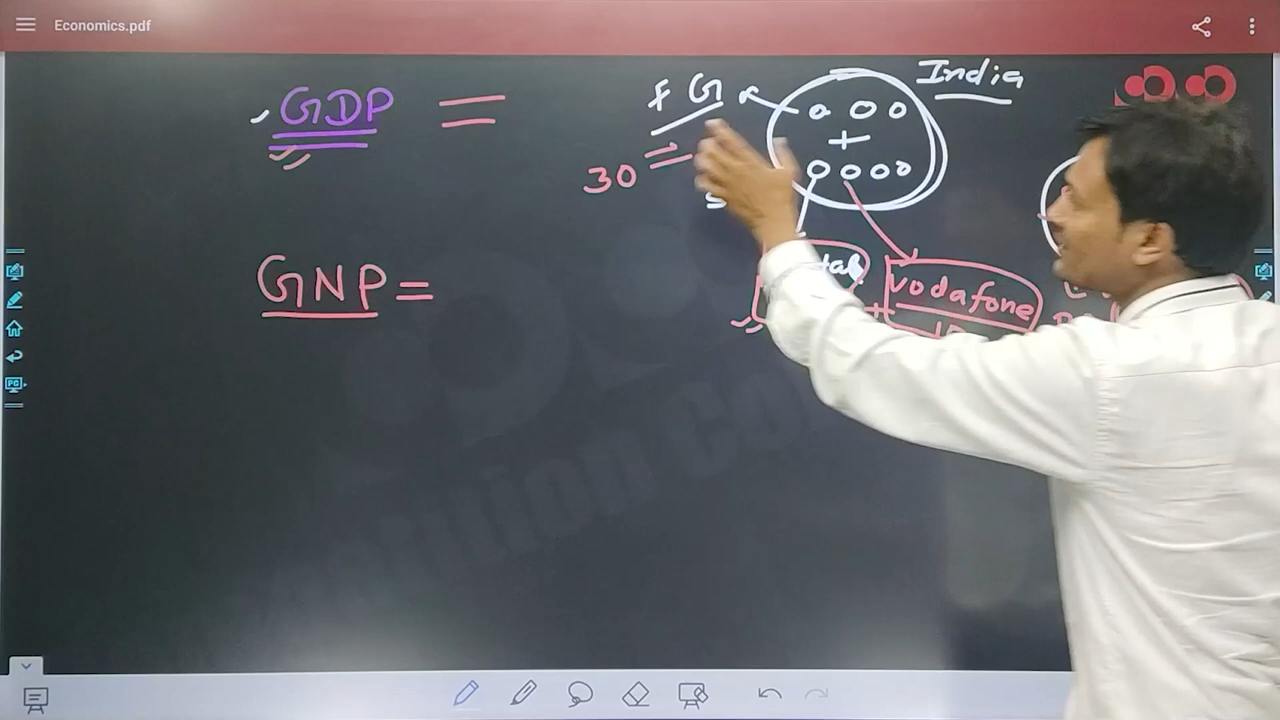 Economics.pdf
India
GDP =
F G
30
GNP =
vodafone
+